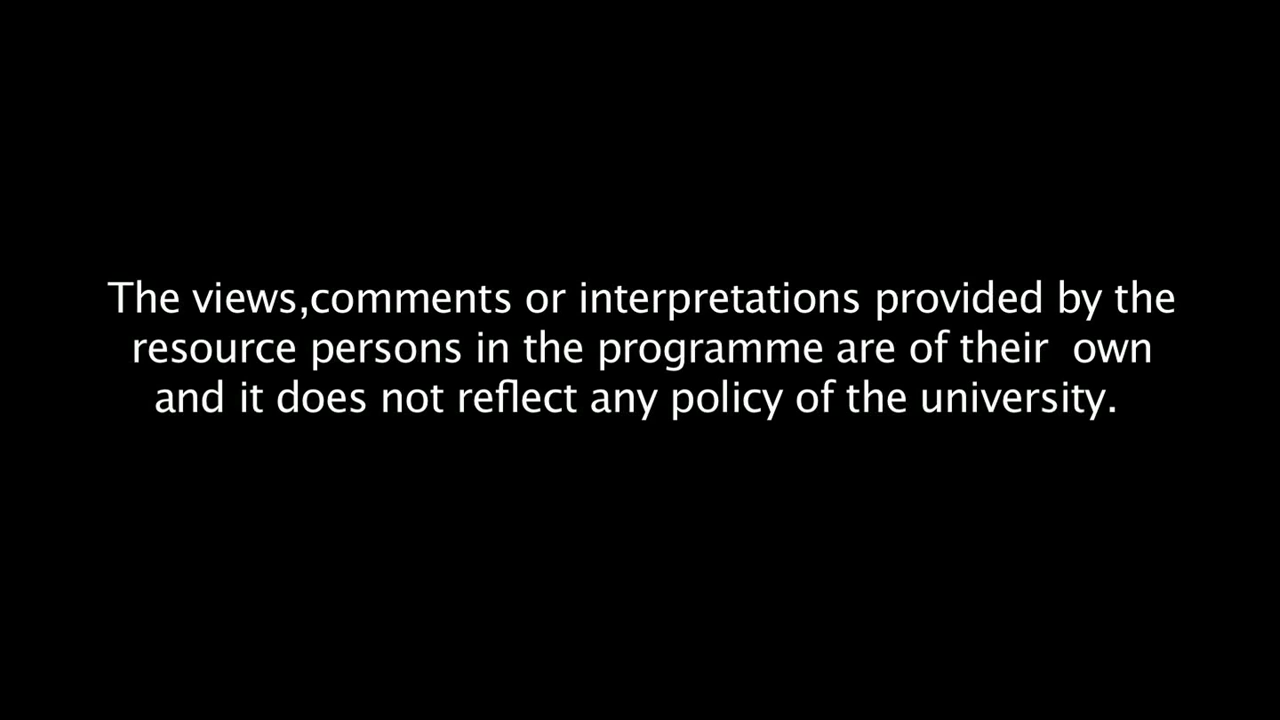 The views,comments or interpretations provided by the
resource persons in the programme are of their  own
and it does not reflect any policy of the university.